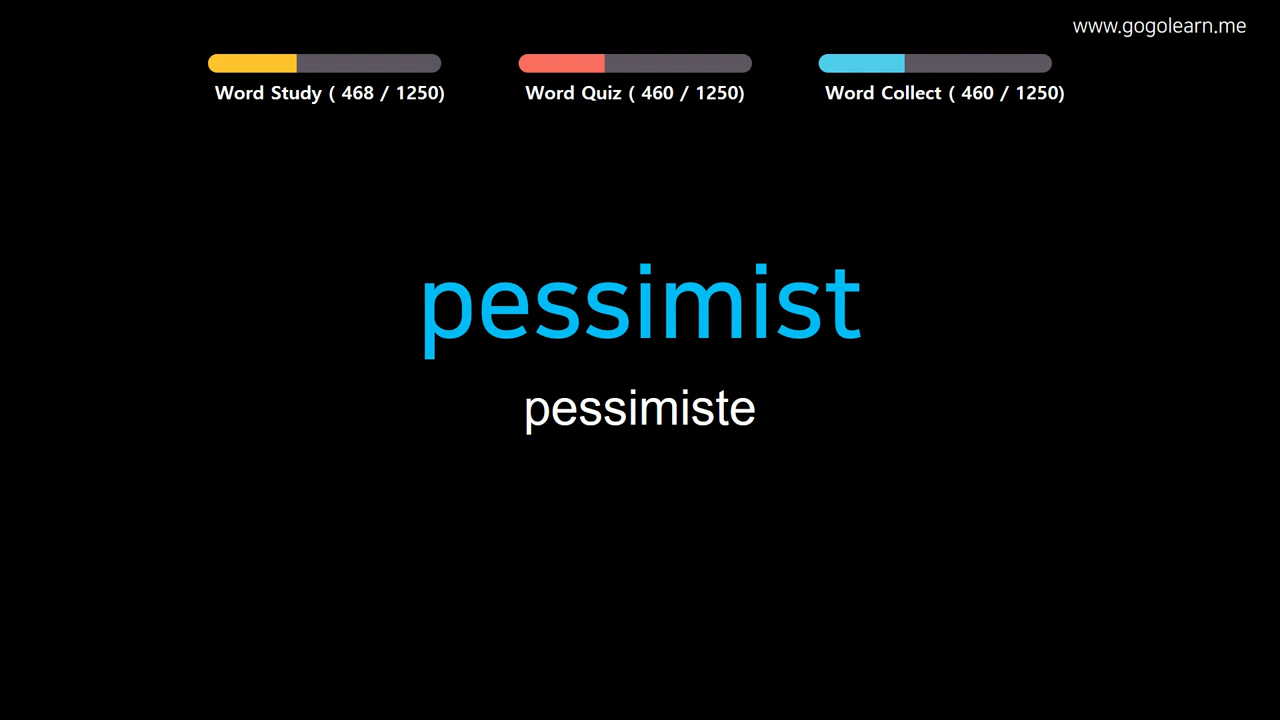 www.gogolearn.me
Word Study ( 468 / 1250)
Word Quiz ( 460 / 1250)
Word Collect ( 460 / 1250)
pessimist
pessimiste